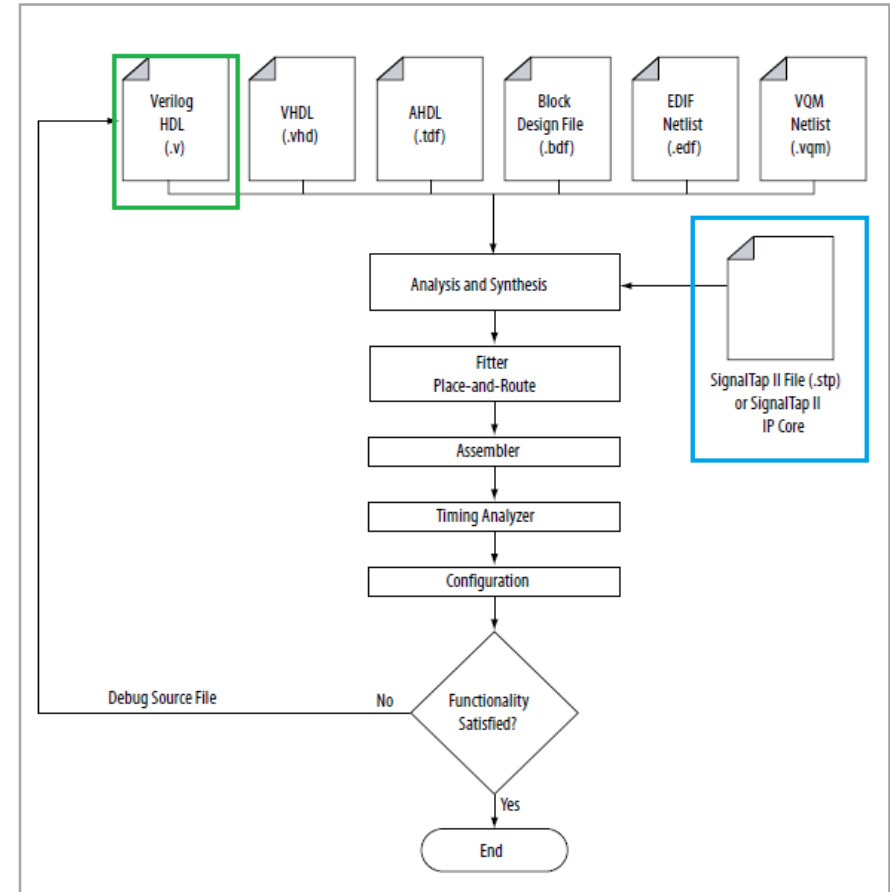 Verilog
HDL
(.v)
VHDL
(.vhd)
AHDL
(.tdf)
Block
Design File
(.bdf)
EDIF
Netlist
(.edf)
VQM
Netlist
(.vqm)
Analysis and Synthesis
SignalTap II File (.stp)
or SignalTap II
IP Core
Fitter
Place-and-Route
Assembler
Timing Analyzer
Configuration
Debug Source File
No
Functionality
Satisfied?
Yes
End